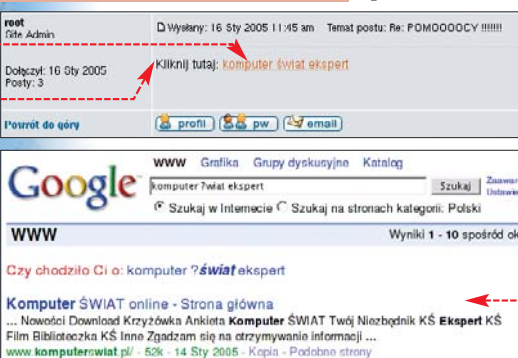 root
Site Admin
Wysłany: 16 Sty 2005 11:45 am Temat postu: Re: POMOOOOCY !!!!!!!
Dołączył: 16 Sty 2005
Posty: 3
Kliknij tutaj: komputer świat ekspert
Powrót do góry
profil pw email
Google
WWW Grafika Grupy dyskusyjne Katalog
komputer ?wiat ekspert
Szukaj
Szukaj w Internecie Szukaj na stronach kategorii: Polski
WWW
Wyniki 1 - 10 spośród
Czy chodziło Ci o: komputer ?świat ekspert
Komputer ŚWIAT online - Strona główna
... Nowości Download Krzyżówka Ankieta Komputer ŚWIAT Twój Niezbędnik KŚ Ekspert KŚ
Film Biblioteczka KŚ Inne Zgadzam się na otrzymywanie informacji ...
www.komputerswiat.pl/ - 52k - 14 Sty 2005 - Kopia - Podobne strony